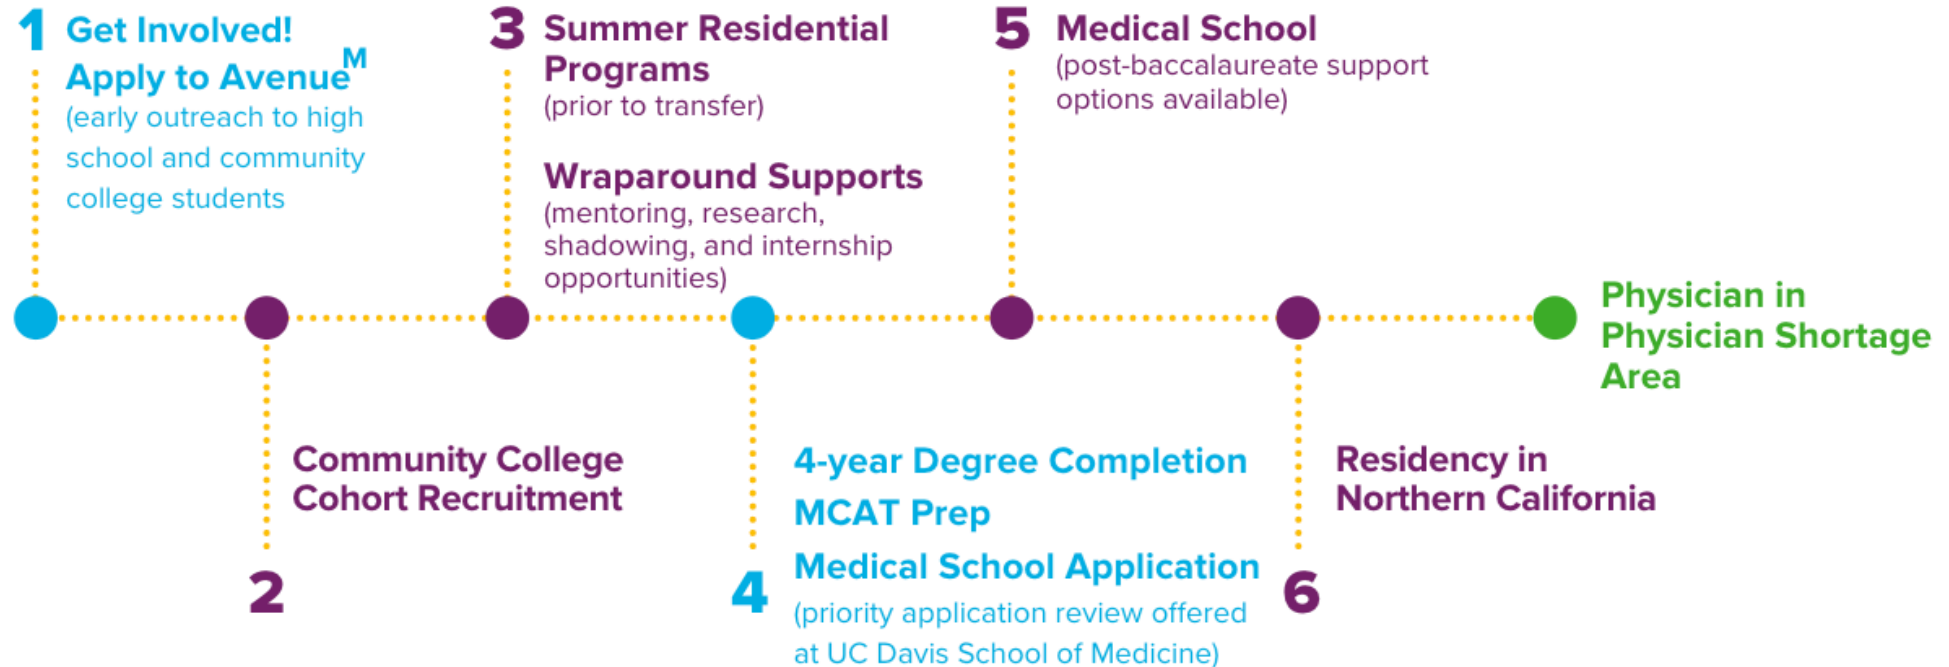 1
Get Involved!
Apply to Avenue M
(early outreach to high
school and community
college students
2
Community College
Cohort Recruitment
3
Summer Residential
Programs
(prior to transfer)
Wraparound Supports
(mentoring, research,
shadowing, and internship
opportunities)
4
4-year Degree Completion
MCAT Prep
Medical School Application
(priority application review offered
at UC Davis School of Medicine)
5
Medical School
(post-baccalaureate support
options available)
6
Residency in
Northern California
Physician in
Physician Shortage
Area